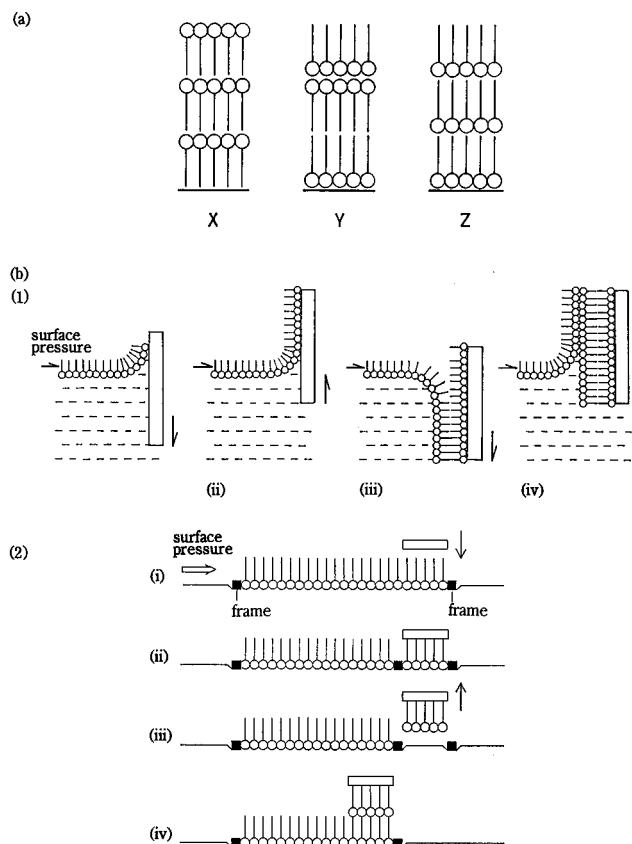 (a)
X Y Z
(b)
(1)
surface
pressure
(ii) (iii) (iv)
(2)
surface
pressure
(i)
frame frame
(ii)
(iii)
(iv)